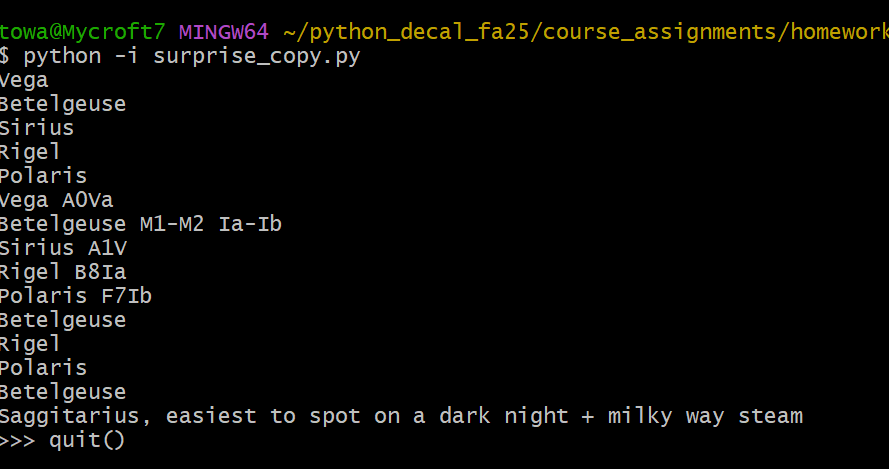 towa@Mycroft7 MINGW64 ~/python_decal_fa25/course_assignments/homework
$ python -i surprise_copy.py
Vega
Betelgeuse
Sirius
Rigel
Polaris
Vega A0Va
Betelgeuse M1-M2 Ia-Ib
Sirius A1V
Rigel B8Ia
Polaris F7Ib
Betelgeuse
Rigel
Polaris
Betelgeuse
Saggitarius, easiest to spot on a dark night + milky way steam
>>> quit()